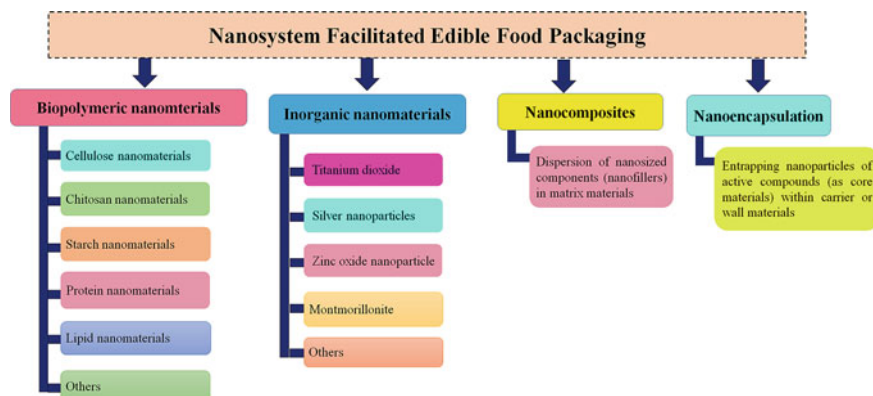 Nanosystem Facilitated Edible Food Packaging
Biopolymeric nanomterials
Cellulose nanomaterials
Chitosan nanomaterials
Starch nanomaterials
Protein nanomaterials
Lipid nanomaterials
Others
Inorganic nanomaterials
Titanium dioxide
Silver nanoparticles
Zinc oxide nanoparticle
Montmorillonite
Others
Nanocomposites
Dispersion of nanosized
components (nanofillers)
in matrix materials
Nanoencapsulation
Entrapping nanoparticles of
active compounds (as core
materials) within carrier or
wall materials